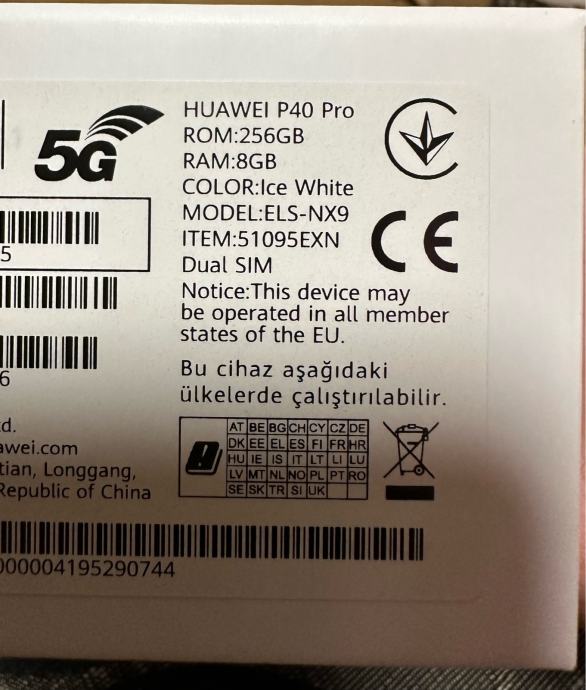 5G
HUAWEI P40 Pro
ROM:256GB
RAM:8GB
COLOR:Ice White
MODEL:ELS-NX9
ITEM:51095EXN
Dual SIM
Notice:This device may
be operated in all member
states of the EU.
Bu cihaz aşağıdaki
ülkelerde çalıştırılabilir.
CE
5
6
td.
awei.com
tian, Longgang,
Republic of China
AT BE BG CH CY CZ DE
DK EE EL ES FI FR HR
HU IE IS IT LT LI LU
LV MT NL NO PL PT RO
SE SK TR SI UK
000004195290744